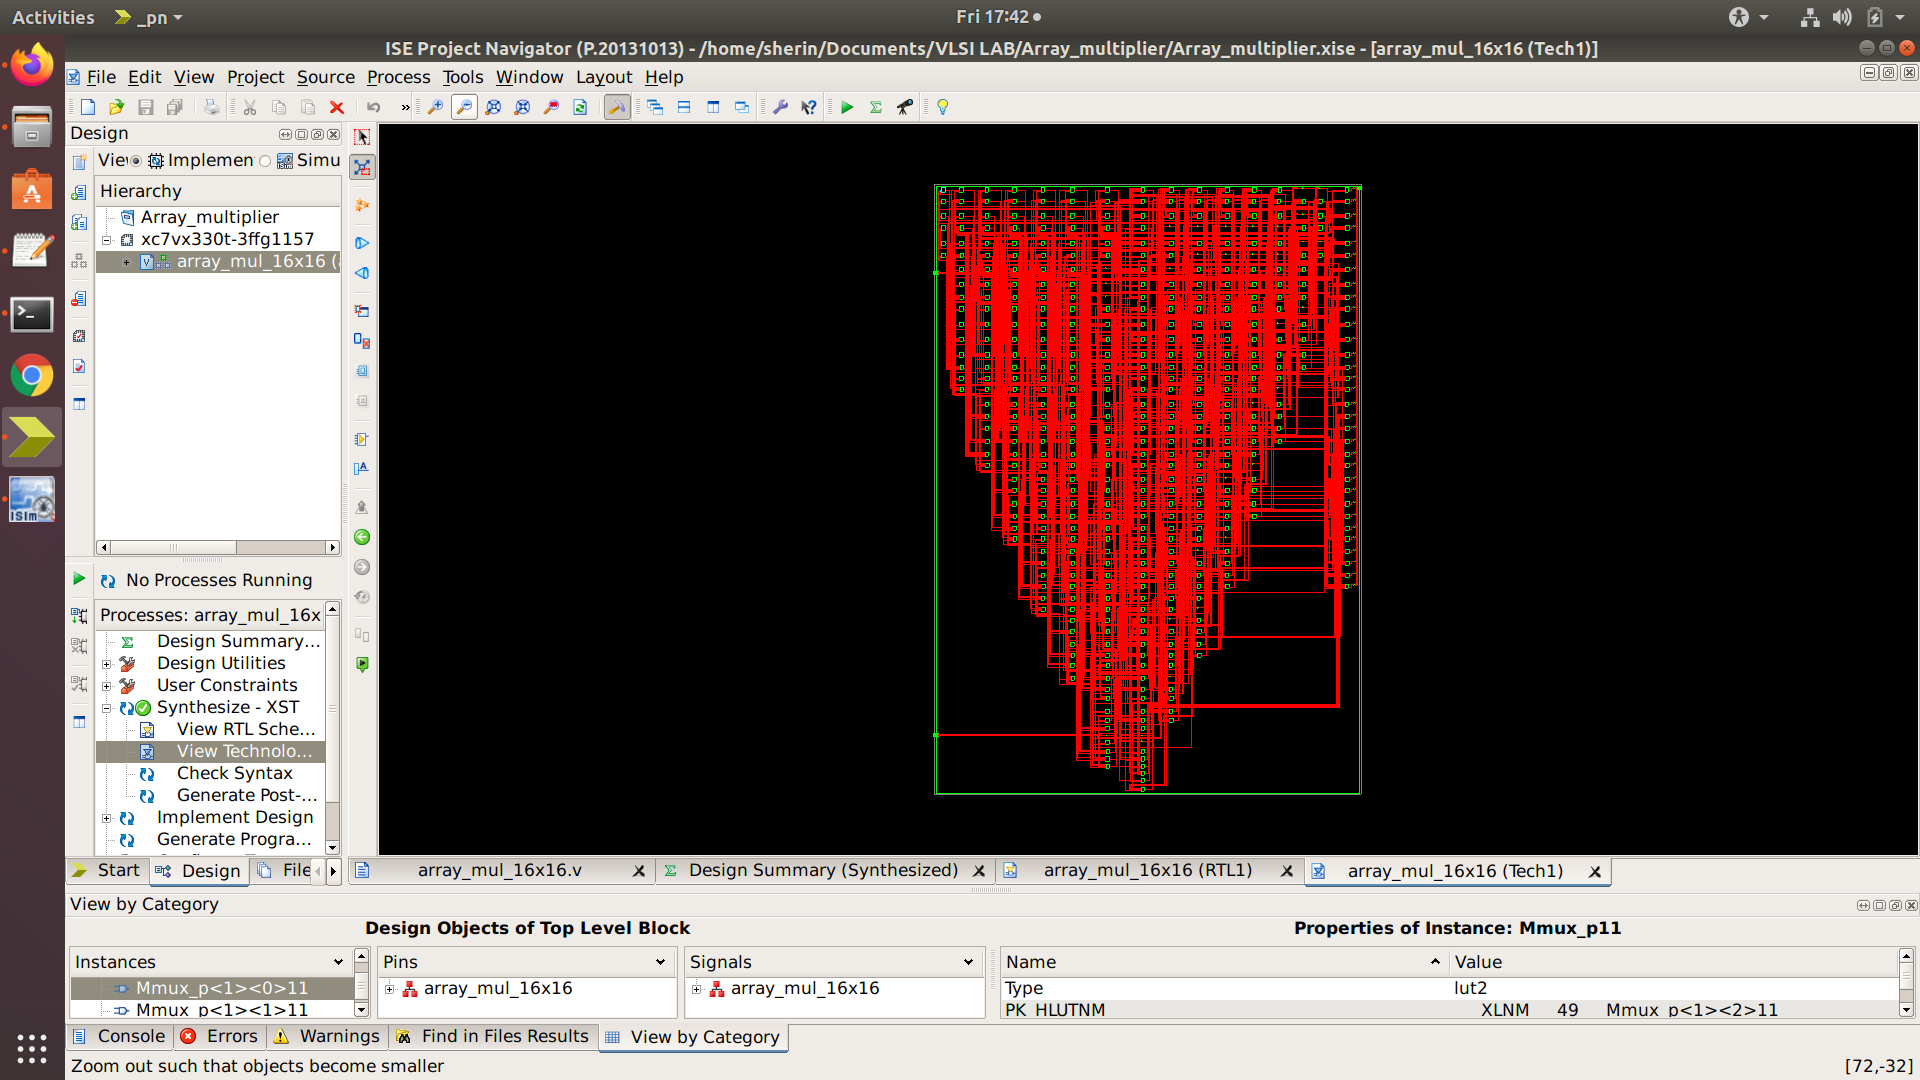 Activities
_pn
Fri 17:42
ISE Project Navigator (P.20131013) - /home/sherin/Documents/VLSI LAB/Array_multiplier/Array_multiplier.xise - [array_mul_16x16 (Tech1)]
File Edit View Project Source Process Tools Window Layout Help
Design
Implemen
Simu
Hierarchy
Array_multiplier
xc7vx330t-3ffg1157
array_mul_16x16 (
No Processes Running
Processes: array_mul_16x
Design Summary...
Design Utilities
User Constraints
Synthesize - XST
View RTL Sche...
View Technolo...
Check Syntax
Generate Post-...
Implement Design
Generate Progra...
Start
Design
File
array_mul_16x16.v
Design Summary (Synthesized)
array_mul_16x16 (RTL1)
array_mul_16x16 (Tech1)
View by Category
Design Objects of Top Level Block
Properties of Instance: Mmux_p11
Instances
Pins
Signals
Name
Value
Mmux_p<1><0>11
array_mul_16x16
array_mul_16x16
Type
lut2
Mmux_p<1><1>11
PK_HLUTNM
XLNM 49 Mmux_p<1><2>11
Console
Errors
Warnings
Find in Files Results
View by Category
Zoom out such that objects become smaller
[72,-32]
ISim